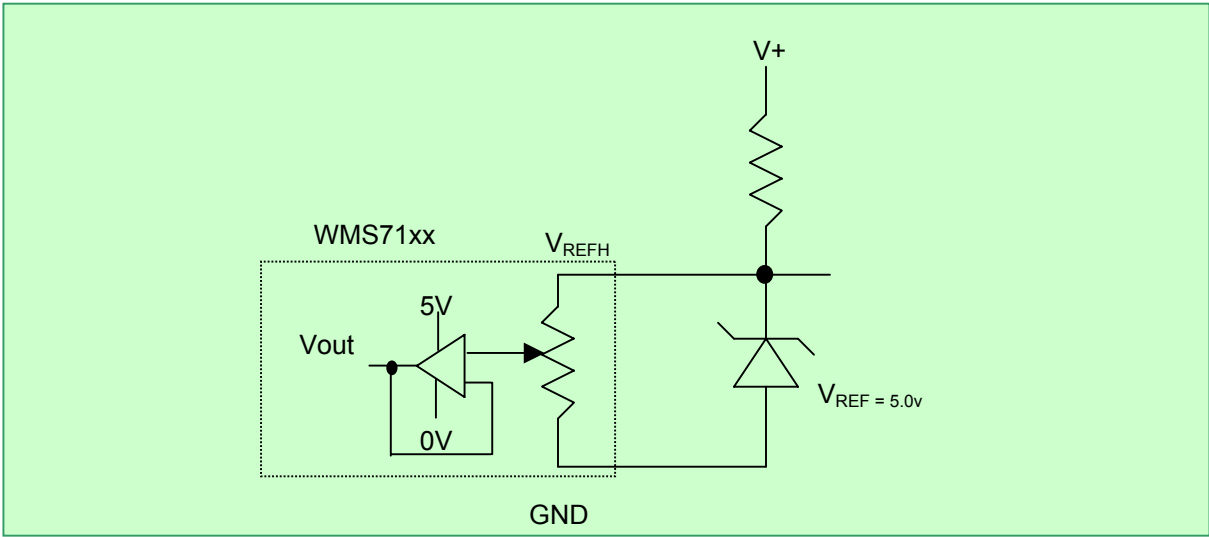 V+
WMS71xx
VREFH
5V
Vout
VREF = 5.0v
0V
GND